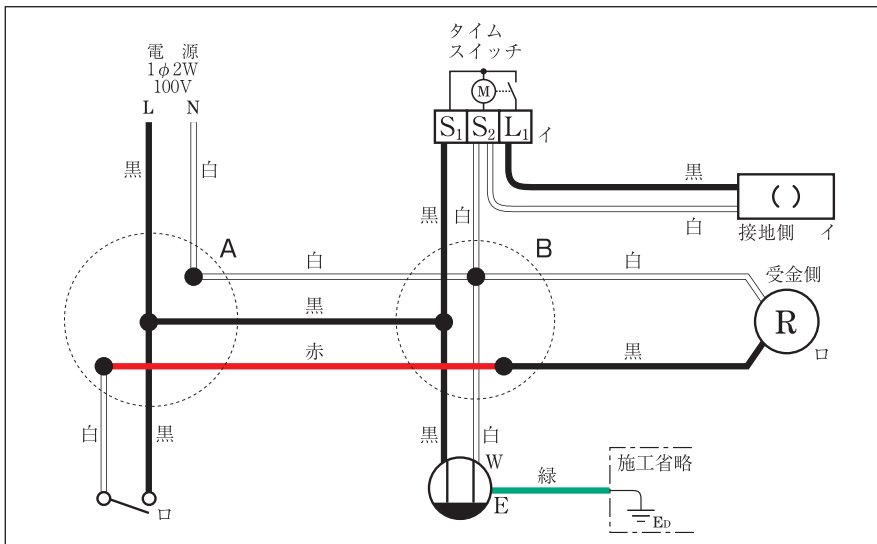 電 源
1φ2W
100V
L N
タイム
スイッチ
M
S1 S2 L1 イ
黒
白
黒
白
黒
白
接地側 イ
A
B
白
白
受金側
R
ロ
黒
赤
黒
白
黒
ロ
黒
白
W
E
緑
施工省略
ED